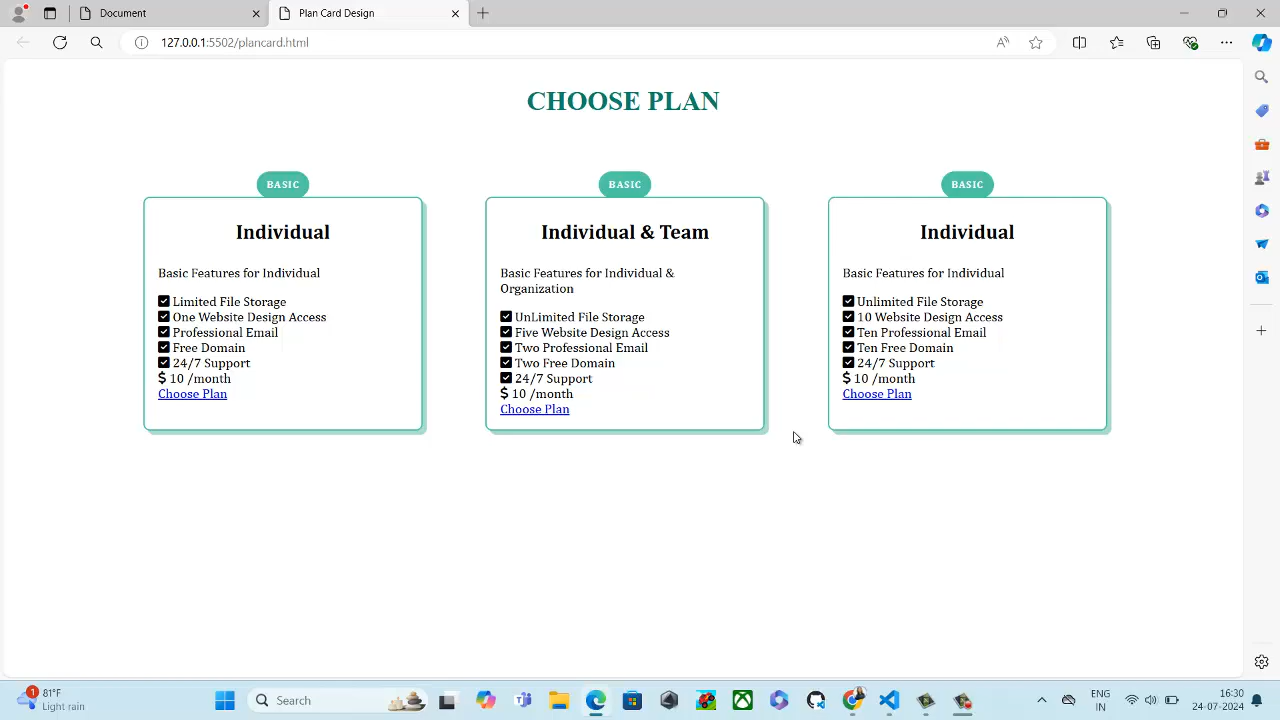 Document
Plan Card Design
127.0.0.1:5502/plancard.html
CHOOSE PLAN
BASIC
Individual
Basic Features for Individual
Limited File Storage
One Website Design Access
Professional Email
Free Domain
24/7 Support
$ 10 /month
Choose Plan
BASIC
Individual & Team
Basic Features for Individual &
Organization
UnLimited File Storage
Five Website Design Access
Two Professional Email
Two Free Domain
24/7 Support
$ 10 /month
Choose Plan
BASIC
Individual
Basic Features for Individual
Unlimited File Storage
10 Website Design Access
Ten Professional Email
Ten Free Domain
24/7 Support
$ 10 /month
Choose Plan
1
81°F
Light rain
Search
ENG
IN
24-07-2024